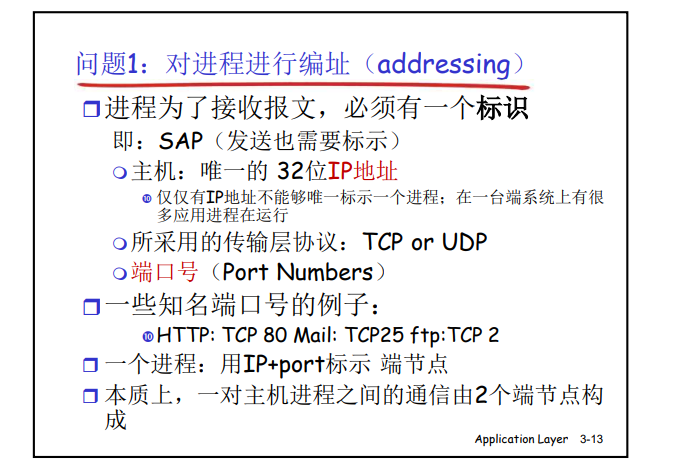 问题1：对进程进行编址（addressing）
进程为了接收报文，必须有一个标识
即：SAP（发送也需要标示）
主机：唯一的 32位IP地址
仅仅有IP地址不能够唯一标示一个进程；在一台端系统上有很
多应用进程在运行
所采用的传输层协议：TCP or UDP
端口号（Port Numbers）
一些知名端口号的例子：
HTTP: TCP 80 Mail: TCP25 ftp:TCP 2
一个进程：用IP+port标示 端节点
本质上，一对主机进程之间的通信由2个端节点构
成
Application Layer 3-13